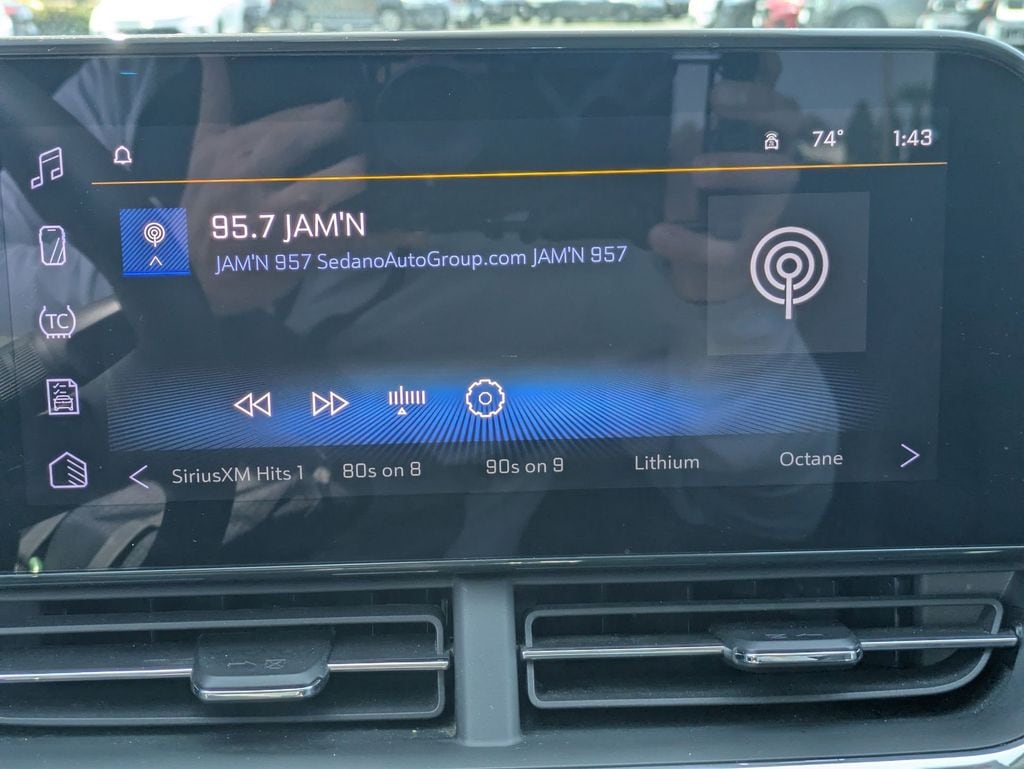 74° 1:43
95.7 JAM'N
JAM'N 957 SedanoAutoGroup.com JAM'N 957
TC
SiriusXM Hits 1 80s on 8 90s on 9 Lithium Octane